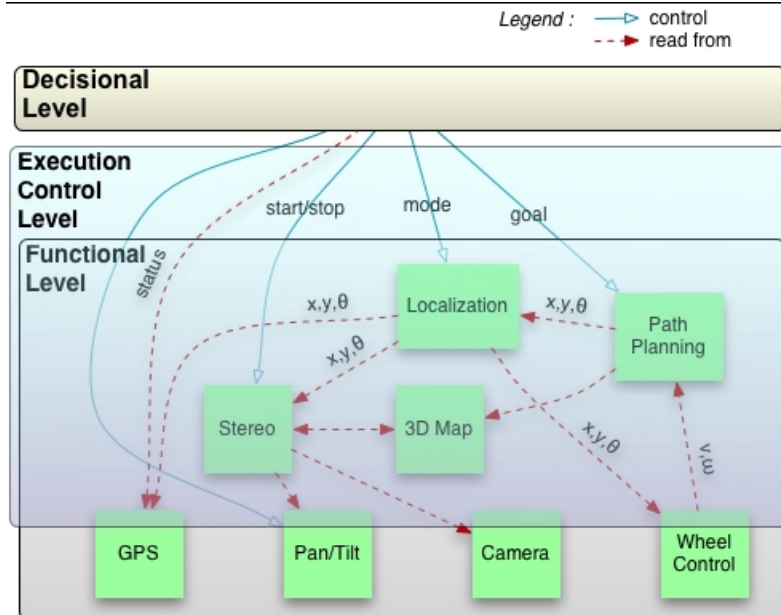 Legend :
control
read from
Decisional
Level
Execution
Control
Level
start/stop
mode
goal
Functional
Level
status
x,y,θ
Localization
x,y,θ
Path
Planning
x,y,θ
Stereo
3D Map
x,y,θ
v,ω
GPS
Pan/Tilt
Camera
Wheel
Control